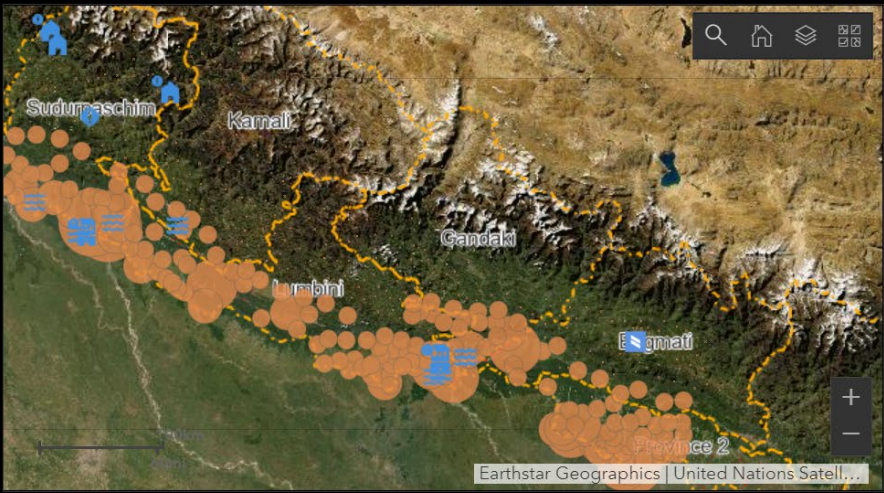 Sudurpaschim
Karnali
Gandaki
Lumbini
Bagmati
Province 2
Earthstar Geographics | United Nations Satell...